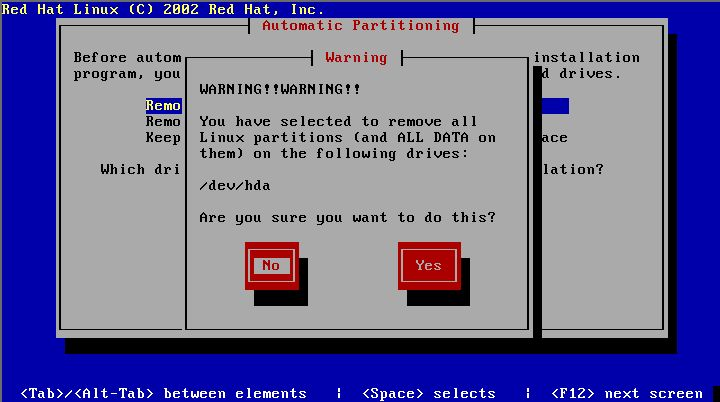 Red Hat Linux (C) 2002 Red Hat, Inc.
Automatic Partitioning
Before autom
installation
program, you
d drives.
Warning
WARNING!!WARNING!!
Remo
Remo
Keep
ace
You have selected to remove all
Linux partitions (and ALL DATA on
them) on the following drives:
Which dri
lation?
/dev/hda
Are you sure you want to do this?
No
Yes
<Tab>/<Alt-Tab> between elements | <Space> selects | <F12> next screen